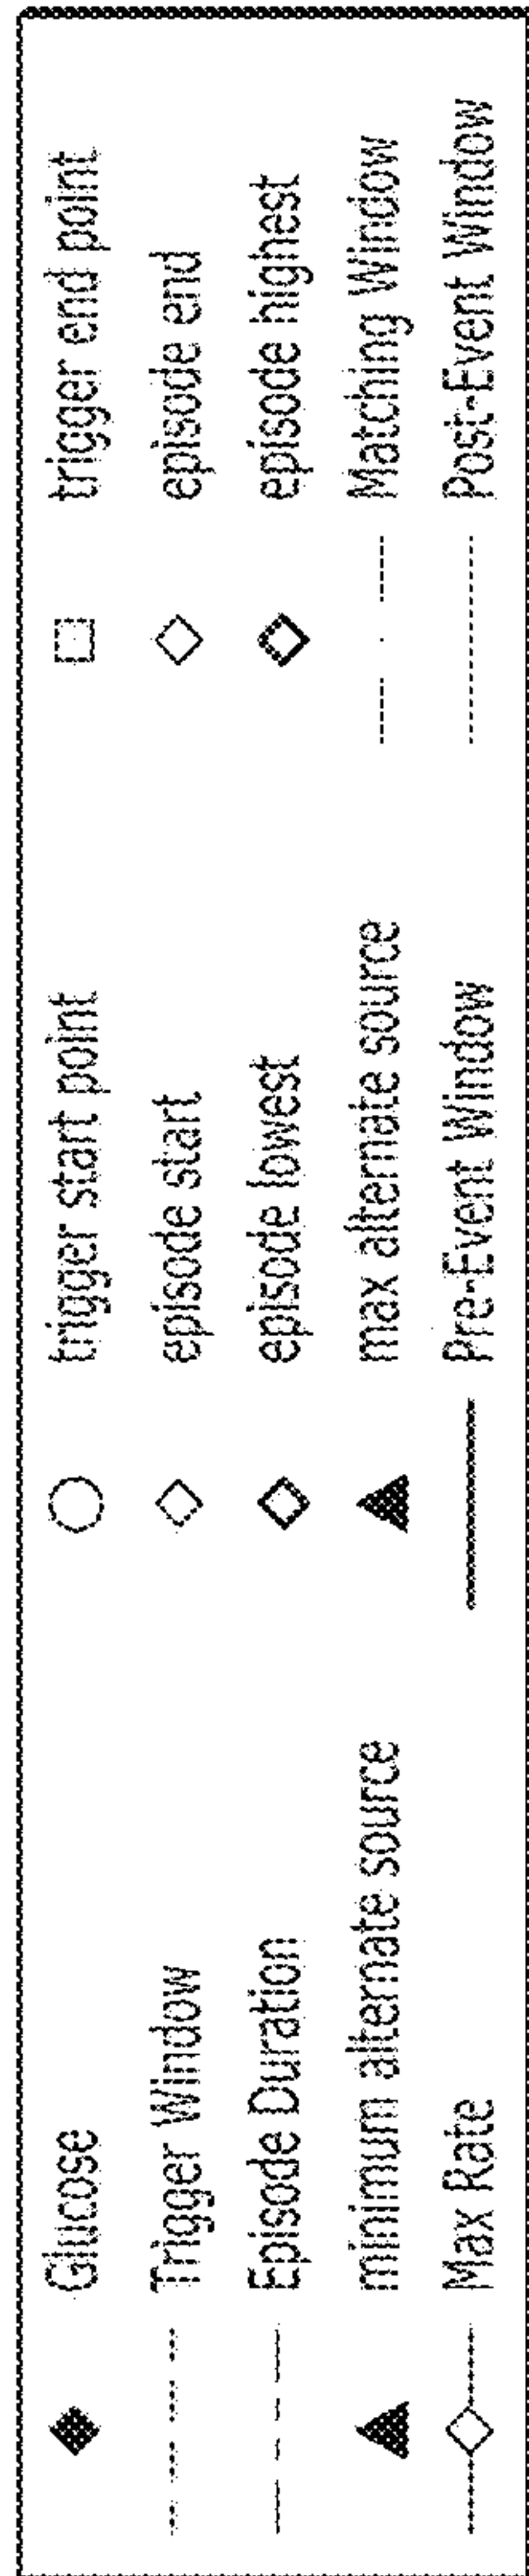 Glucose trigger start point trigger end point
Trigger Window episode start episode end
Episode Duration episode lowest episode highest
minimum alternate source max alternate source Matching Window
Max Rate Pre-Event Window Post-Event Window